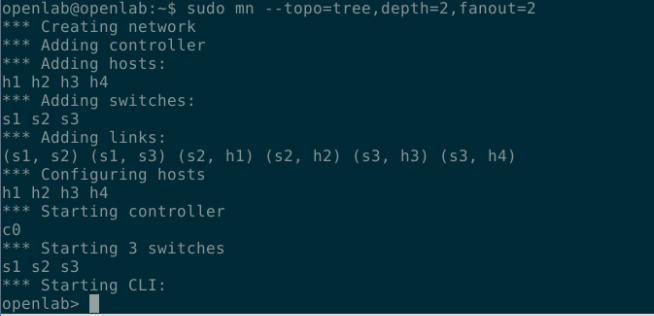 openlab@openlab:~$ sudo mn --topo=tree,depth=2,fanout=2
*** Creating network
*** Adding controller
*** Adding hosts:
h1 h2 h3 h4
*** Adding switches:
s1 s2 s3
*** Adding links:
(s1, s2) (s1, s3) (s2, h1) (s2, h2) (s3, h3) (s3, h4)
*** Configuring hosts
h1 h2 h3 h4
*** Starting controller
c0
*** Starting 3 switches
s1 s2 s3
*** Starting CLI:
openlab>